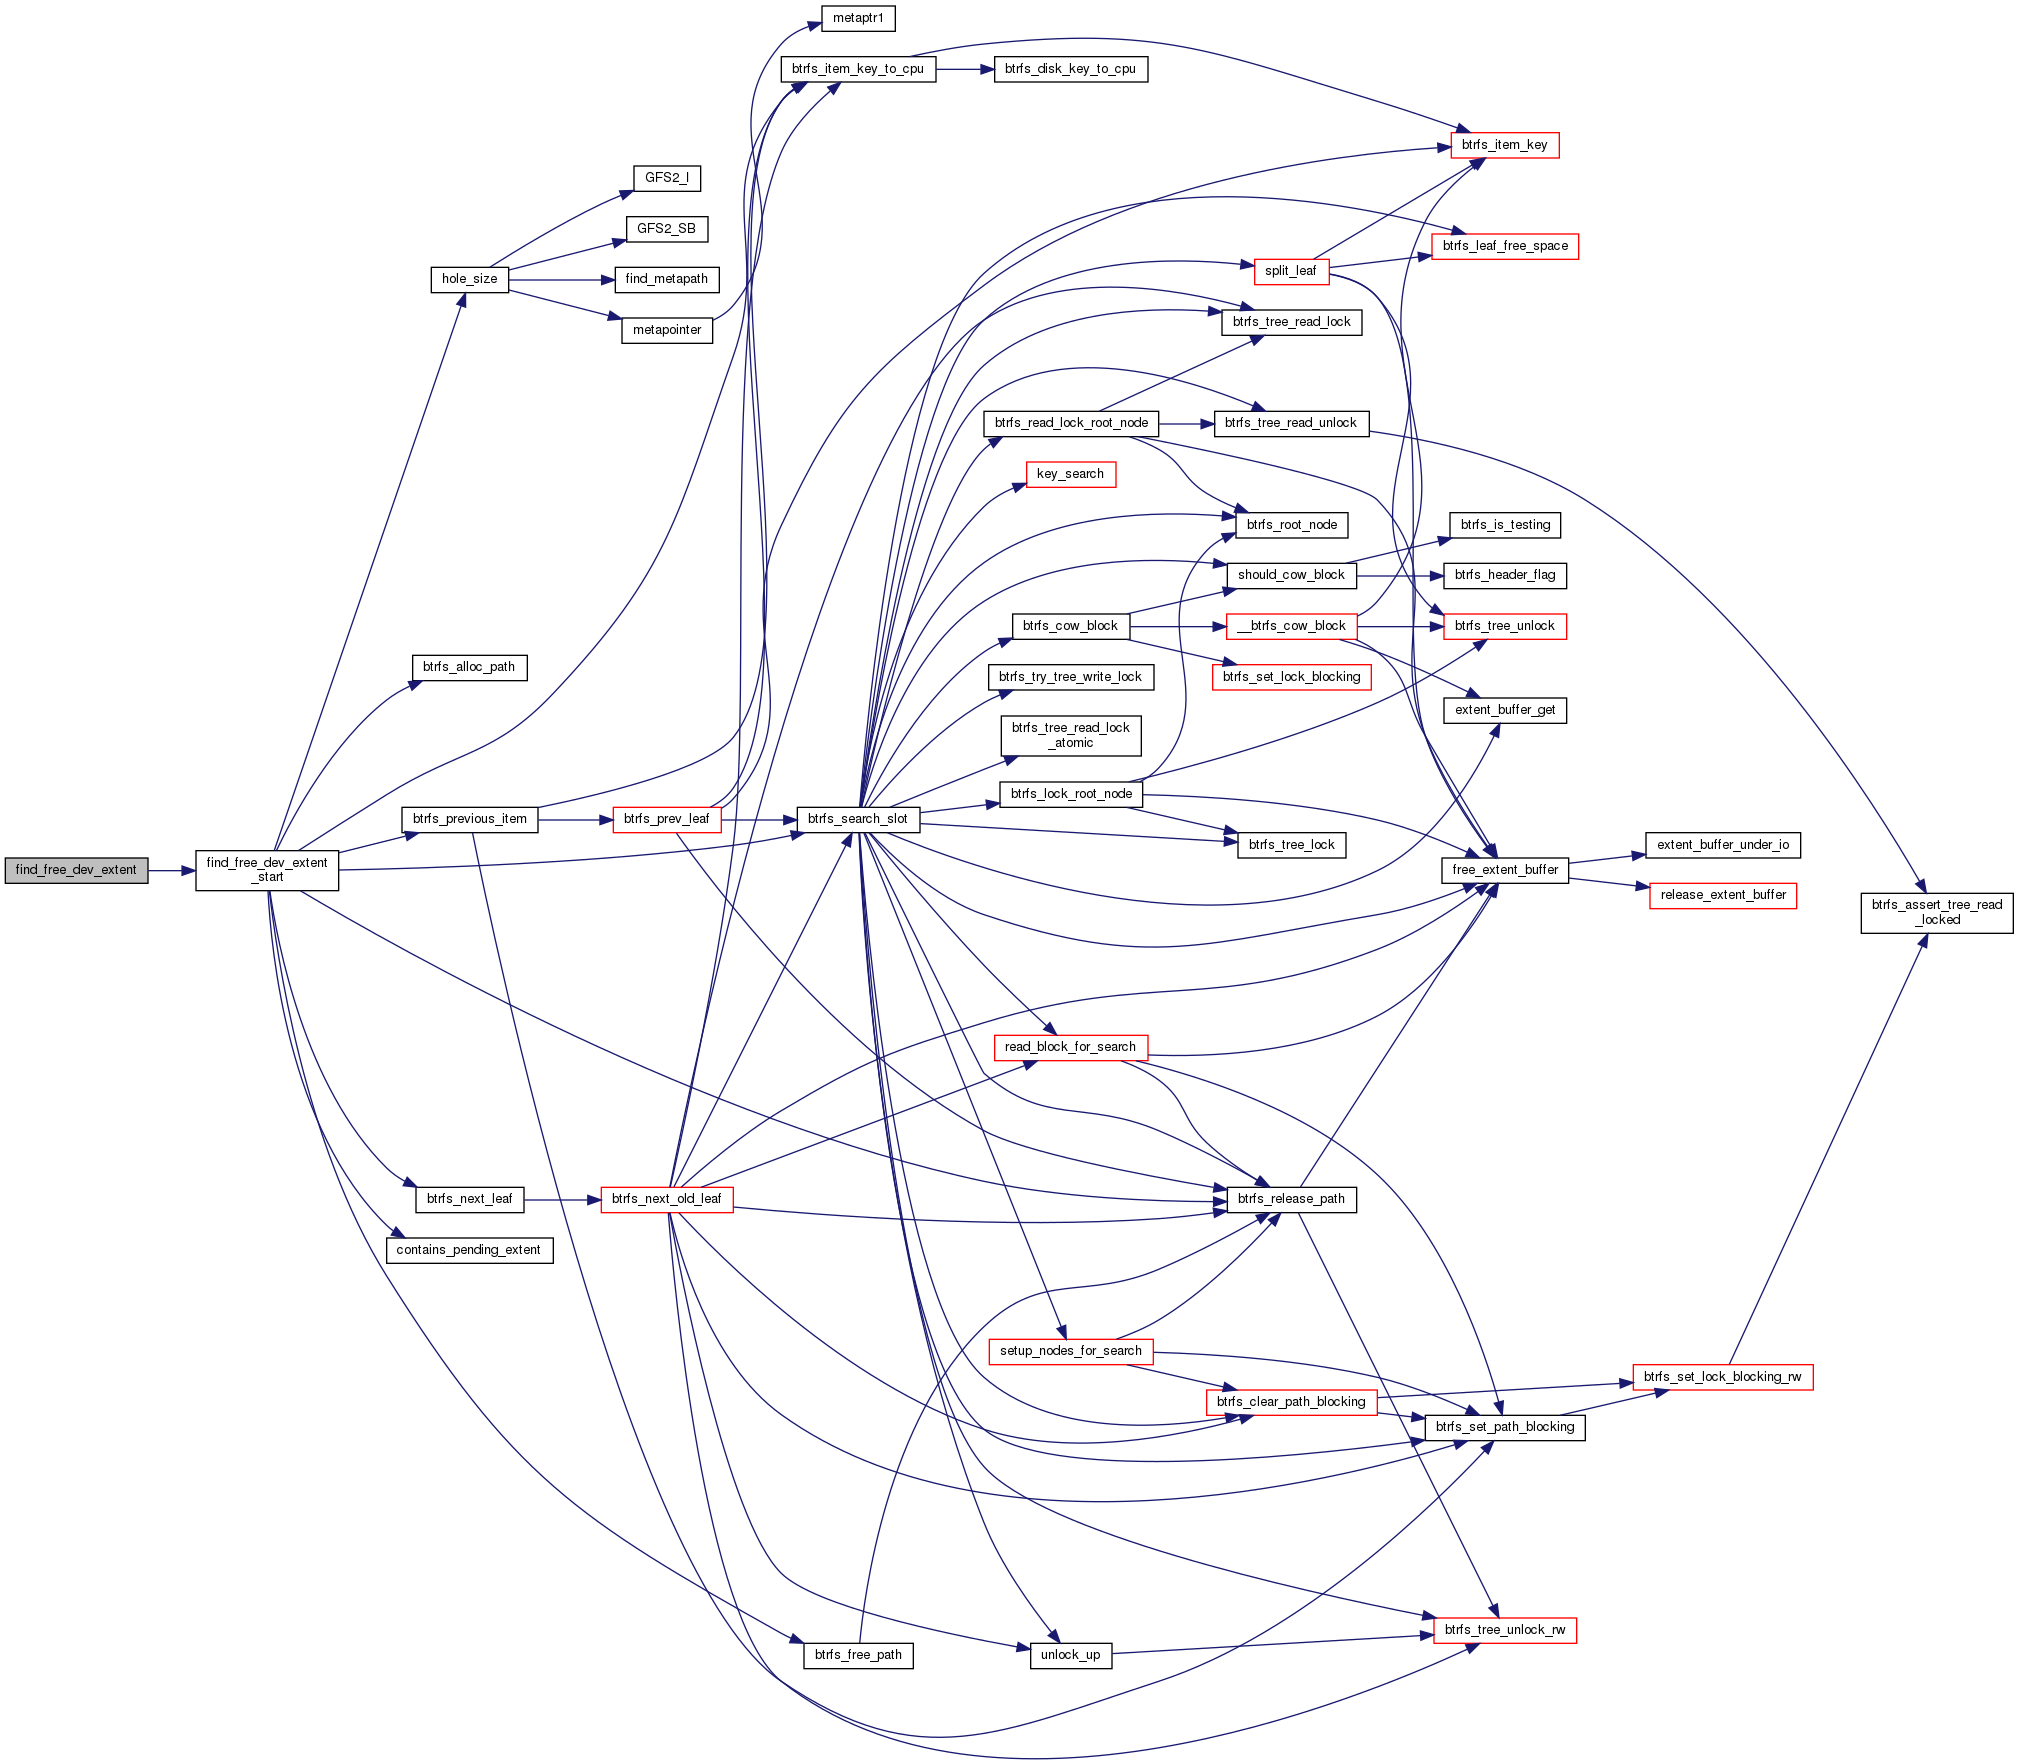 metaptr1
btrfs_item_key_to_cpu
btrfs_disk_key_to_cpu
btrfs_item_key
GFS2_I
GFS2_SB
btrfs_leaf_free_space
hole_size
find_metapath
split_leaf
metapointer
btrfs_tree_read_lock
btrfs_read_lock_root_node
btrfs_tree_read_unlock
key_search
btrfs_root_node
btrfs_is_testing
should_cow_block
btrfs_header_flag
btrfs_cow_block
__btrfs_cow_block
btrfs_tree_unlock
btrfs_alloc_path
btrfs_try_tree_write_lock
btrfs_set_lock_blocking
extent_buffer_get
btrfs_tree_read_lock
_atomic
btrfs_lock_root_node
btrfs_previous_item
btrfs_prev_leaf
btrfs_search_slot
btrfs_tree_lock
extent_buffer_under_io
find_free_dev_extent
find_free_dev_extent
_start
free_extent_buffer
release_extent_buffer
btrfs_assert_tree_read
_locked
read_block_for_search
btrfs_next_leaf
btrfs_next_old_leaf
btrfs_release_path
contains_pending_extent
setup_nodes_for_search
btrfs_set_lock_blocking_rw
btrfs_clear_path_blocking
btrfs_set_path_blocking
btrfs_tree_unlock_rw
btrfs_free_path
unlock_up